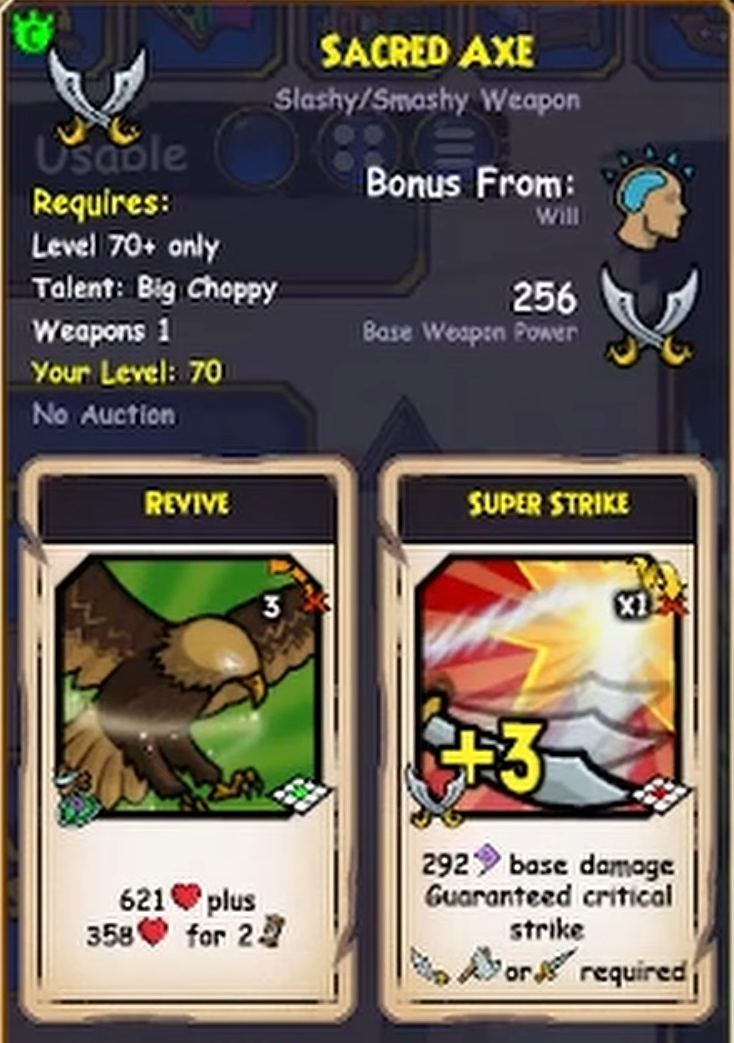 SACRED AXE
Slashy/Smashy Weapon
Usable
Bonus From:
Will
Requires:
Level 70+ only
Talent: Big Choppy
Weapons 1
Your Level: 70
No Auction
256
Base Weapon Power
REVIVE
3
621 plus
358 for 2
SUPER STRIKE
X1
+3
292 base damage
Guaranteed critical
strike
or required